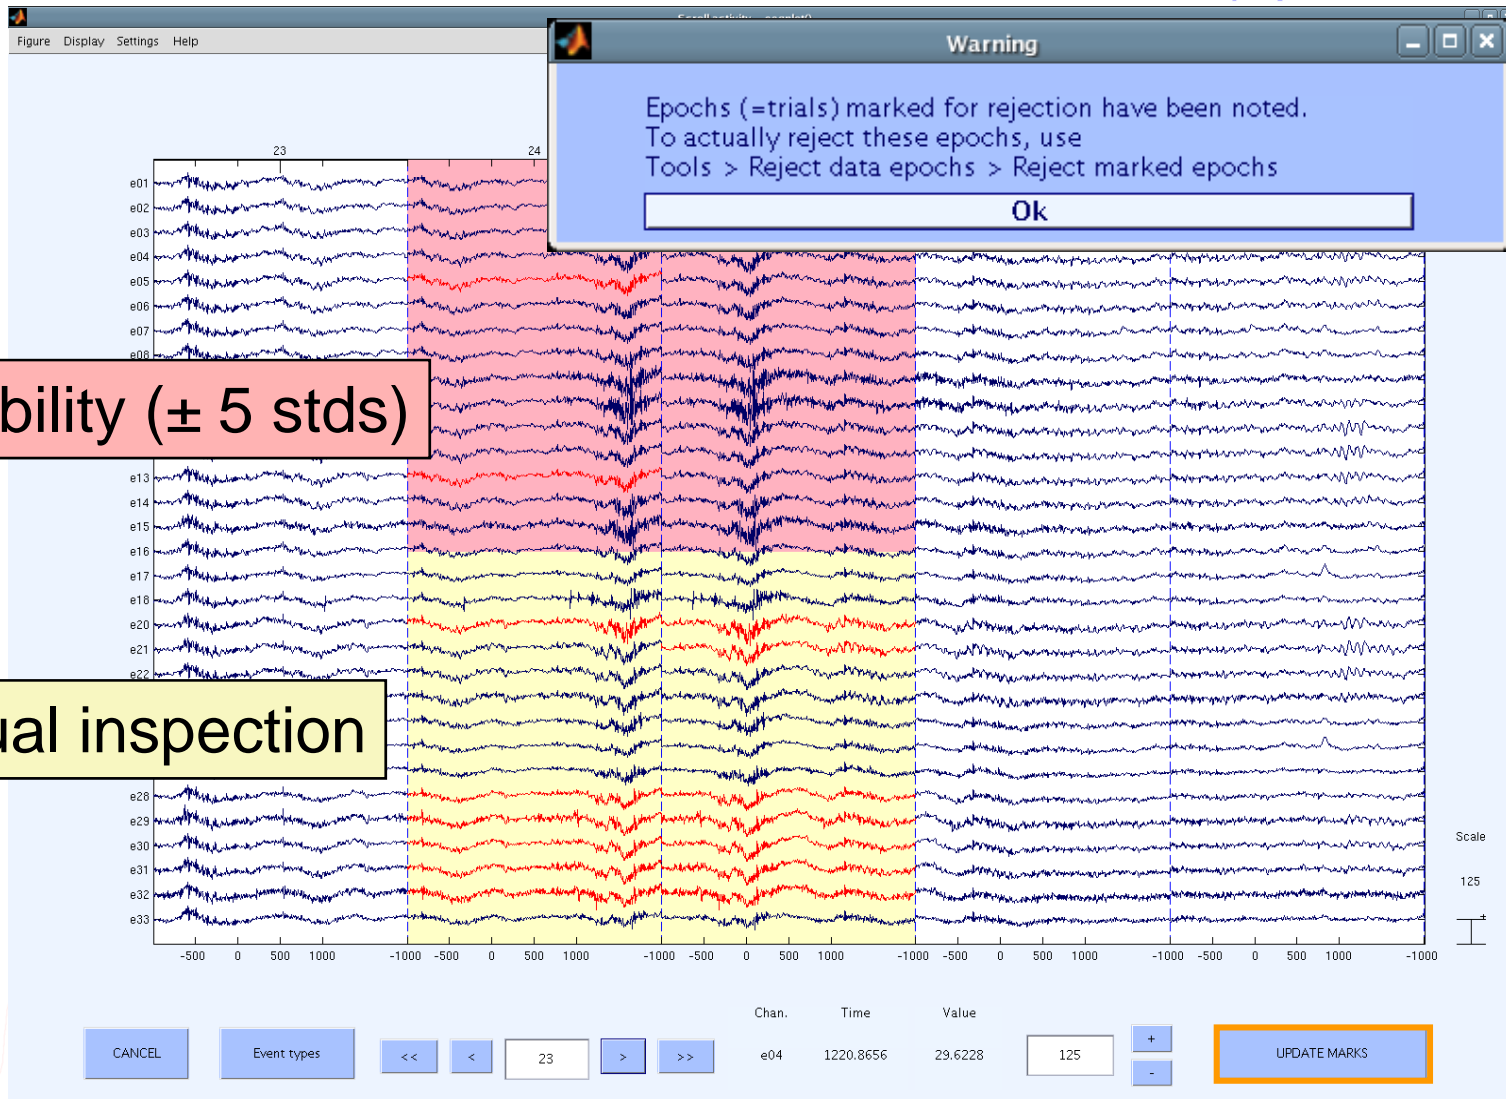 Warning
Figure Display Settings Help
Epochs (=trials) marked for rejection have been noted.
To actually reject these epochs, use
Tools > Reject data epochs > Reject marked epochs
Ok
23 24
e01
e02
e03
e04
e05
e06
e07
e08
bility (± 5 stds)
e13
e14
e15
e16
e17
e18
e20
e21
e22
ual inspection
e28
e29
e30
e31
e32
e33
Scale
125
+
-500 0 500 1000 -1000 -500 0 500 1000 -1000 -500 0 500 1000 -1000 -500 0 500 1000 -1000 -500 0 500 1000 -1000
Chan. Time Value
CANCEL Event types << < 23 > >> e04 1220.8656 29.6228 125 + UPDATE MARKS
-